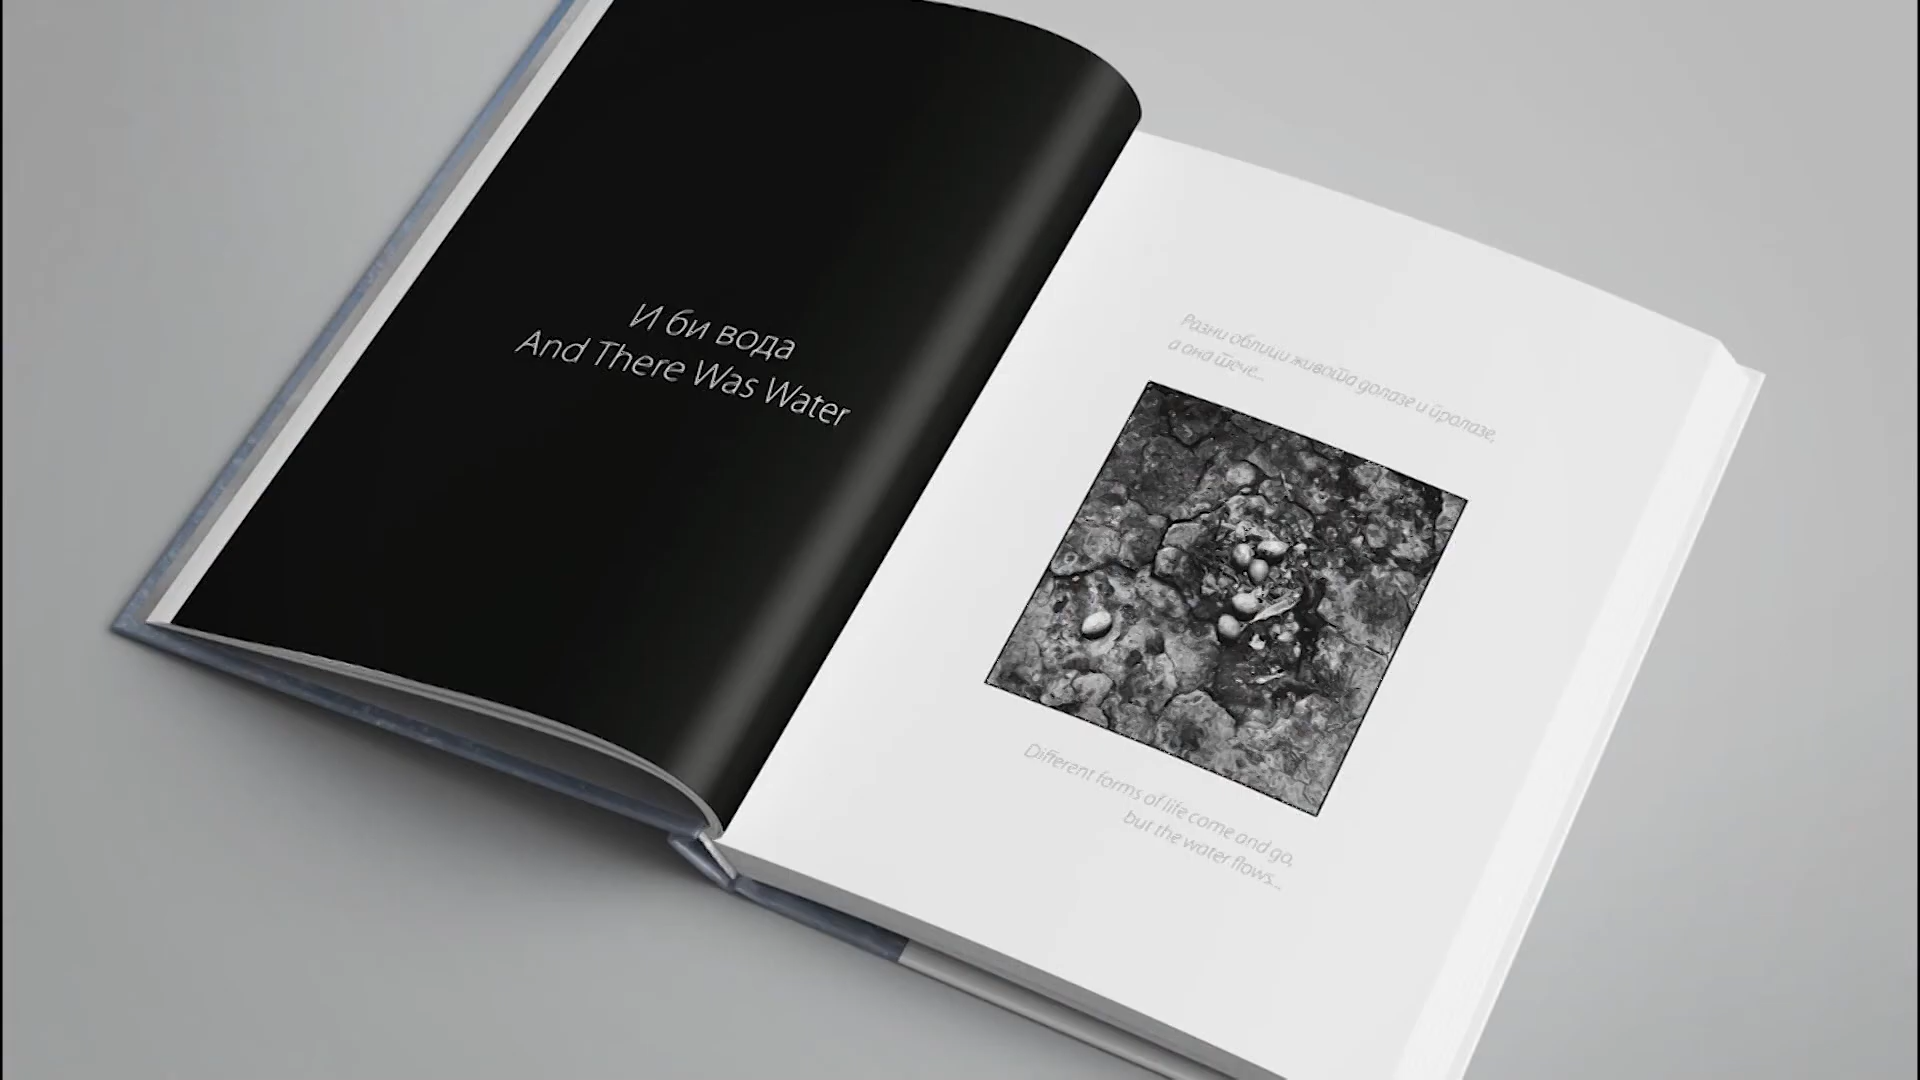 И би вода
And There Was Water
Разни облици живота долазе и пролазе,
а она тече...
Different forms of life come and go,
but the water flows...